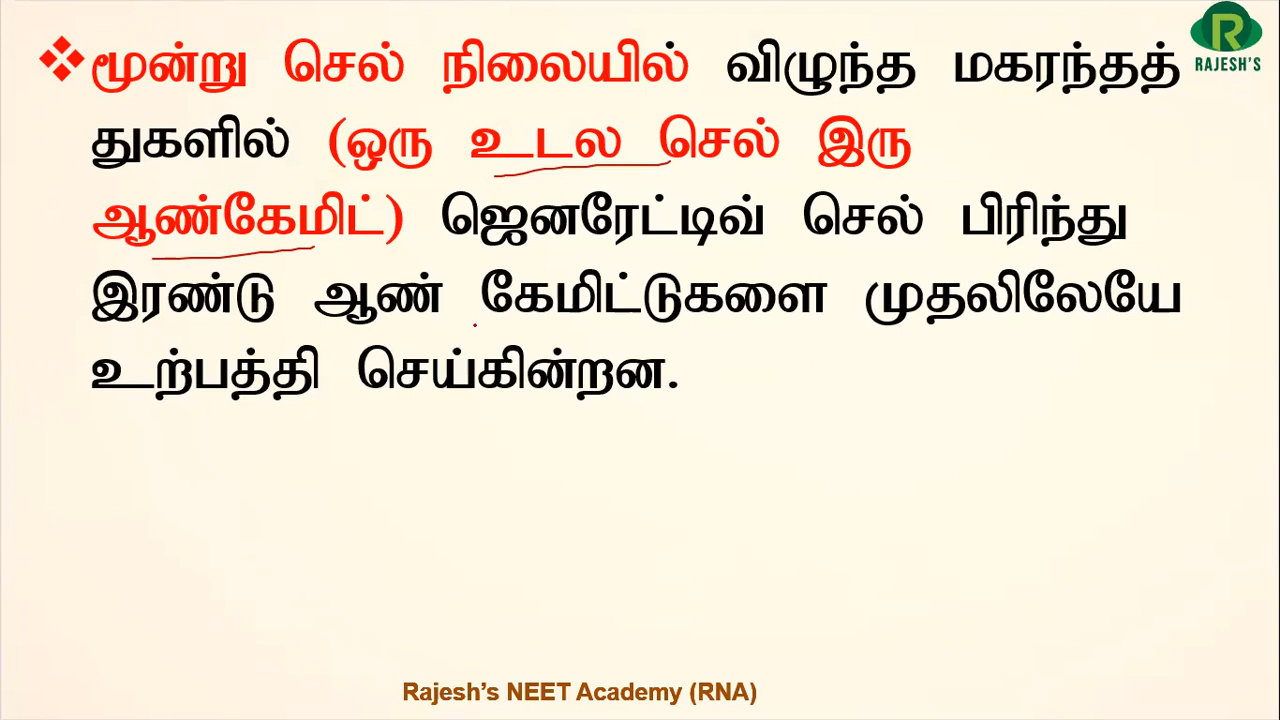 ❖மூன்று செல் நிலையில் விழுந்த மகரந்தத்
துகளில் (ஒரு உடல செல் இரு
ஆண்கேமிட்) ஜெனரேட்டிவ் செல் பிரிந்து
இரண்டு ஆண் கேமிட்டுகளை முதலிலேயே
உற்பத்தி செய்கின்றன.
R
RAJESH'S
Rajesh's NEET Academy (RNA)